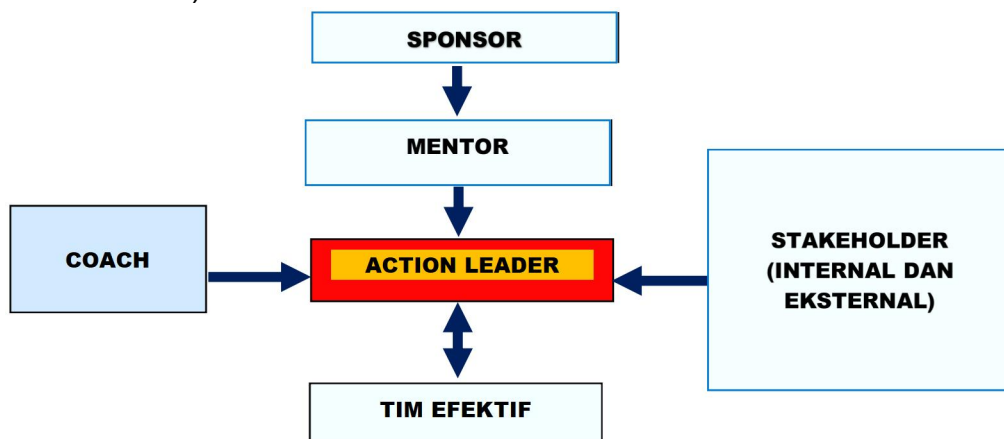 SPONSOR
MENTOR
COACH
ACTION LEADER
STAKEHOLDER
(INTERNAL DAN
EKSTERNAL)
TIM EFEKTIF